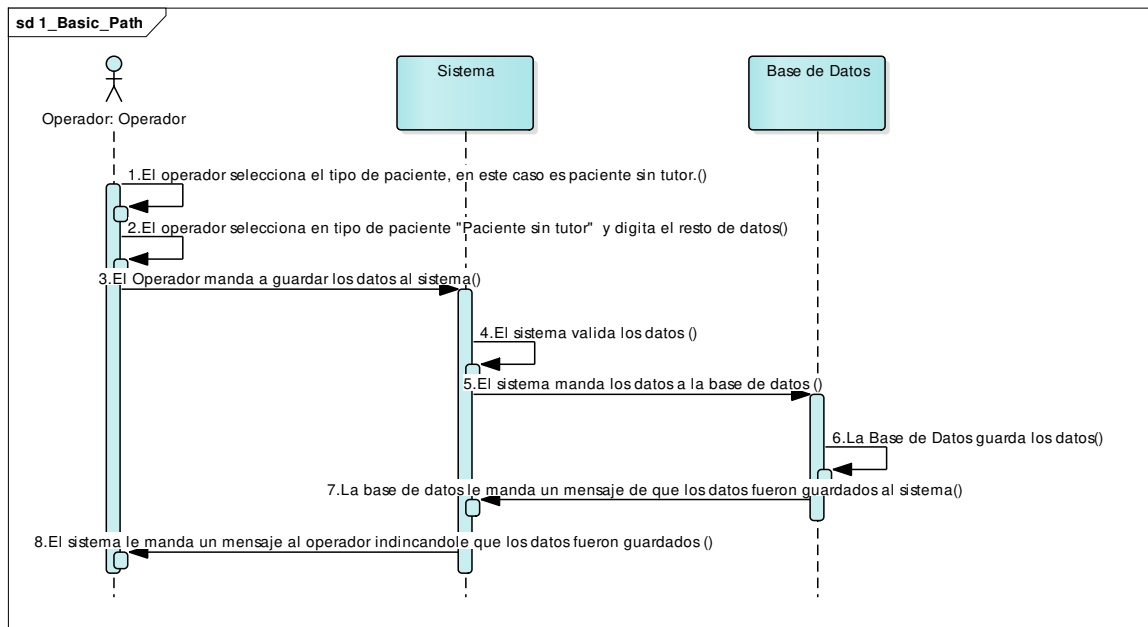 sd 1_Basic_Path
Sistema
Base de Datos
Operador: Operador
1.El operador selecciona el tipo de paciente, en este caso es paciente sin tutor.()
2.El operador selecciona en tipo de paciente "Paciente sin tutor"  y digita el resto de datos()
3.El Operador manda a guardar los datos al sistema()
4.El sistema valida los datos ()
5.El sistema manda los datos a la base de datos ()
6.La Base de Datos guarda los datos()
7.La base de datos le manda un mensaje de que los datos fueron guardados al sistema()
8.El sistema le manda un mensaje al operador indincandole que los datos fueron guardados ()